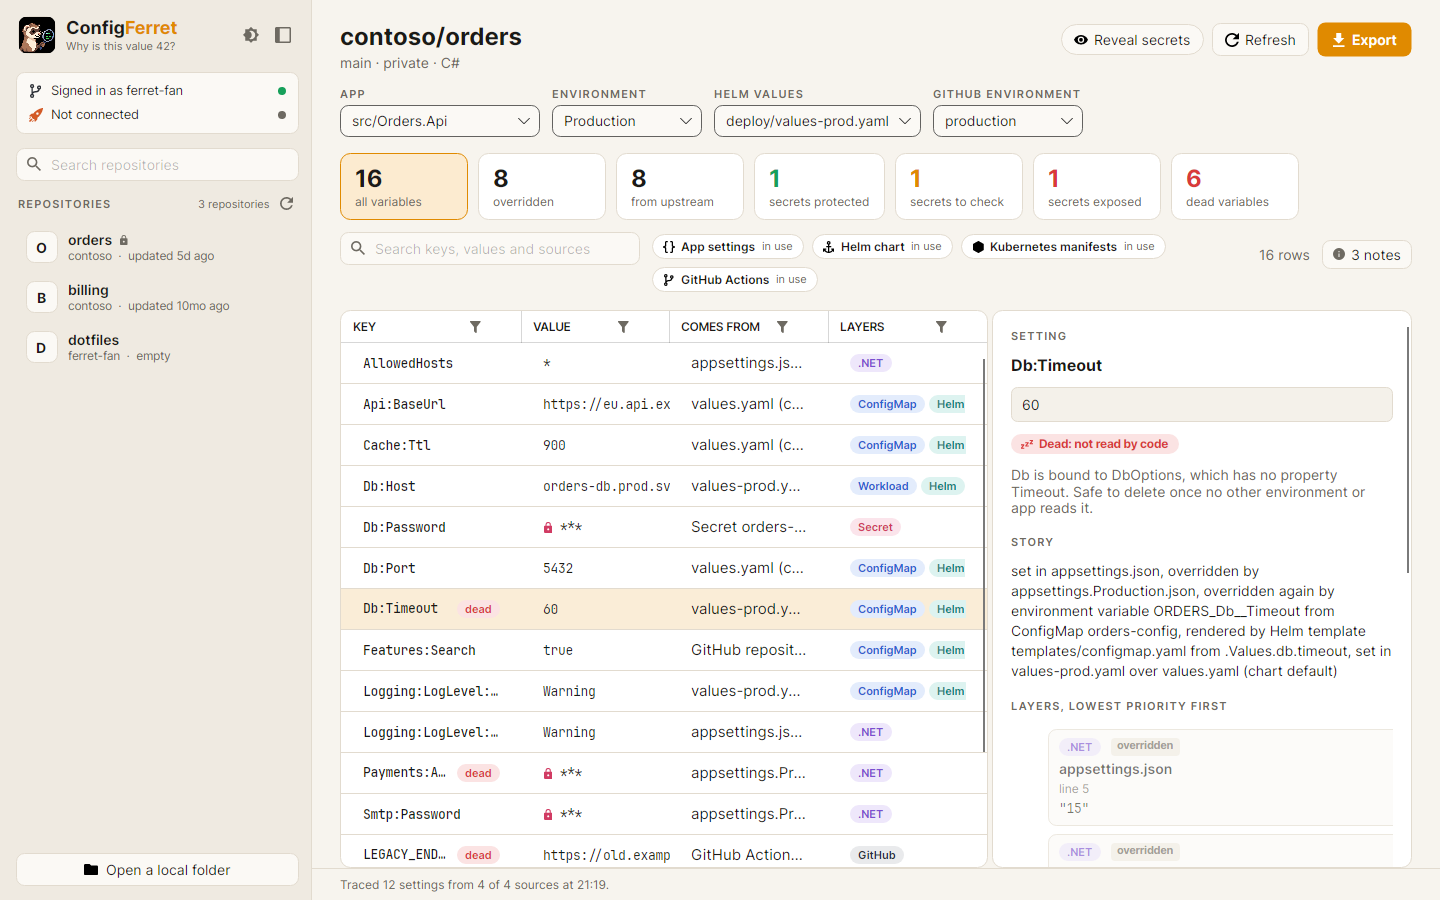 ConfigFerret
Why is this value 42?
Signed in as ferret-fan
Not connected
Search repositories
REPOSITORIES
3 repositories
O
orders
contoso · updated 5d ago
B
billing
contoso · updated 10mo ago
D
dotfiles
ferret-fan · empty
Open a local folder
contoso/orders
main · private · C#
Reveal secrets
Refresh
Export
APP
src/Orders.Api
ENVIRONMENT
Production
HELM VALUES
deploy/values-prod.yaml
GITHUB ENVIRONMENT
production
16
all variables
8
overridden
8
from upstream
1
secrets protected
1
secrets to check
1
secrets exposed
6
dead variables
Search keys, values and sources
{} App settings in use
Helm chart in use
Kubernetes manifests in use
GitHub Actions in use
16 rows
3 notes
KEY VALUE COMES FROM LAYERS
AllowedHosts * appsettings.js... .NET
Api:BaseUrl https://eu.api.ex values.yaml (c... ConfigMap Helm
Cache:Ttl 900 values.yaml (c... ConfigMap Helm
Db:Host orders-db.prod.sv values-prod.y... Workload Helm
Db:Password *** Secret orders-... Secret
Db:Port 5432 values.yaml (c... ConfigMap Helm
Db:Timeout dead 60 values-prod.y... ConfigMap Helm
Features:Search true GitHub reposit... ConfigMap Helm
Logging:LogLevel:... Warning values-prod.y... ConfigMap Helm
Logging:LogLevel:... Warning appsettings.js... .NET
Payments:A... dead *** appsettings.Pr... .NET
Smtp:Password *** appsettings.Pr... .NET
LEGACY_END... dead https://old.examp GitHub Action... GitHub
SETTING
Db:Timeout
60
zzz Dead: not read by code
Db is bound to DbOptions, which has no property
Timeout. Safe to delete once no other environment or
app reads it.
STORY
set in appsettings.json, overridden by
appsettings.Production.json, overridden again by
environment variable ORDERS_Db__Timeout from
ConfigMap orders-config, rendered by Helm template
templates/configmap.yaml from .Values.db.timeout, set in
values-prod.yaml over values.yaml (chart default)
LAYERS, LOWEST PRIORITY FIRST
.NET overridden
appsettings.json
line 5
"15"
.NET overridden
Traced 12 settings from 4 of 4 sources at 21:19.